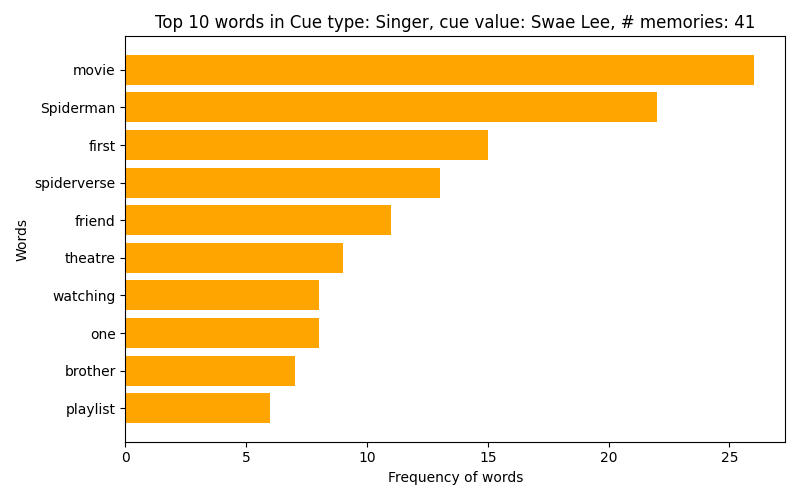 Top 10 words in Cue type: Singer, cue value: Swae Lee, # memories: 41
Words
movie
Spiderman
first
spiderverse
friend
theatre
watching
one
brother
playlist
0 5 10 15 20 25
Frequency of words